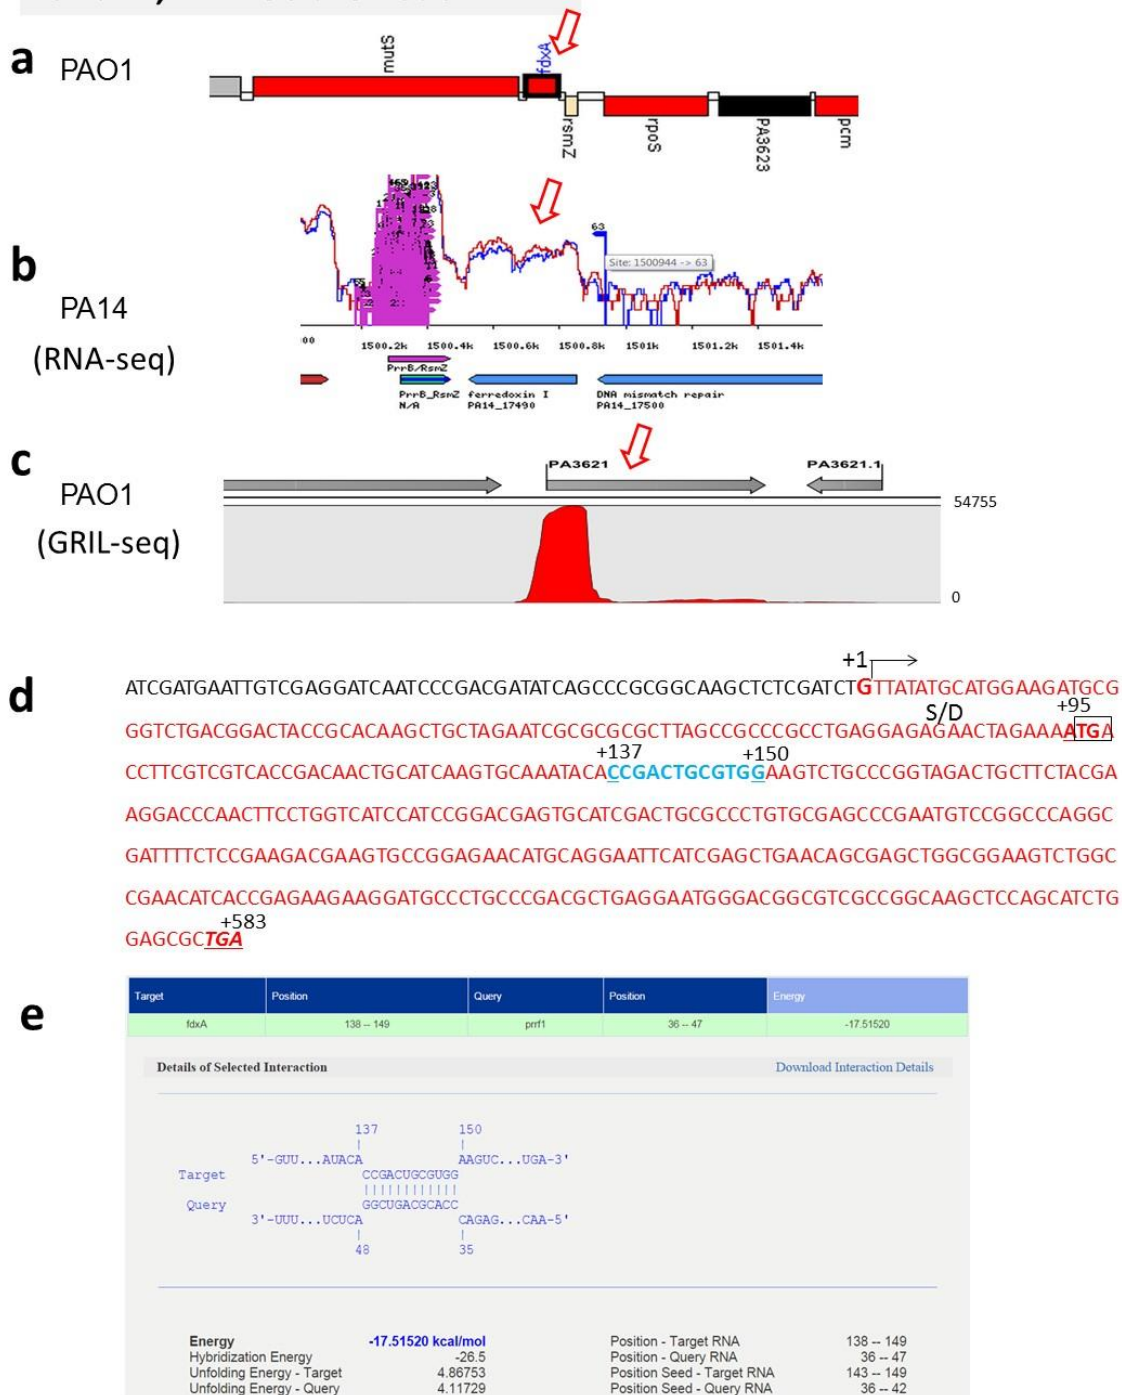 a PAO1
mutS
fdxA
rsmZ
rpoS
PA3623
pcm
b
PA14
(RNA-seq)
63
Site: 1500944 -> 63
00 1500.2k 1500.4k 1500.6k 1500.8k 1501k 1501.2k 1501.4k
PrrB/RsmZ
PrrB_RsmZ ferredoxin I DNA mismatch repair
N/A PA14_17490 PA14_17500
c
PAO1
(GRIL-seq)
PA3621 PA3621.1
54755
0
d
+1
ATCGATGAATTGTCGAGGATCAATCCCGACGATATCAGCCCGCGGCAAGCTCTCGATCTGTTATATGCATGGAAGATGCG
S/D +95
GGTCTGACGGACTACCGCACAAGCTGCTAGAATCGCGCGCGCTTAGCCGCCCGCCTGAGGAGAGAACTAGAAAATGA
+137 +150
CCTTCGTCGTCACCGACAACTGCATCAAGTGCAAATACACCGACTGCGTGGAAGTCTGCCCGGTAGACTGCTTCTACGA
AGGACCCAACTTCCTGGTCATCCATCCGGACGAGTGCATCGACTGCGCCCTGTGCGAGCCCGAATGTCCGGCCCAGGC
GATTTTCTCCGAAGACGAAGTGCCGGAGAACATGCAGGAATTCATCGAGCTGAACAGCGAGCTGGCGGAAGTCTGGC
CGAACATCACCGAGAAGAAGGATGCCCTGCCCGACGCTGAGGAATGGGACGGCGTCGCCGGCAAGCTCCAGCATCTG
+583
GAGCGCTGA
e
Target Position Query Position Energy
fdxA 138 -- 149 prrf1 36 -- 47 -17.51520
Details of Selected Interaction Download Interaction Details
137 150
| |
5'-GUU...AUACA AAGUC...UGA-3'
Target CCGACUGCGUGG
||||||||||||
Query GGCUGACGCACC
3'-UUU...UCUCA CAGAG...CAA-5'
| |
48 35
Energy -17.51520 kcal/mol Position - Target RNA 138 -- 149
Hybridization Energy -26.5 Position - Query RNA 36 -- 47
Unfolding Energy - Target 4.86753 Position Seed - Target RNA 143 -- 149
Unfolding Energy - Query 4.11729 Position Seed - Query RNA 36 -- 42